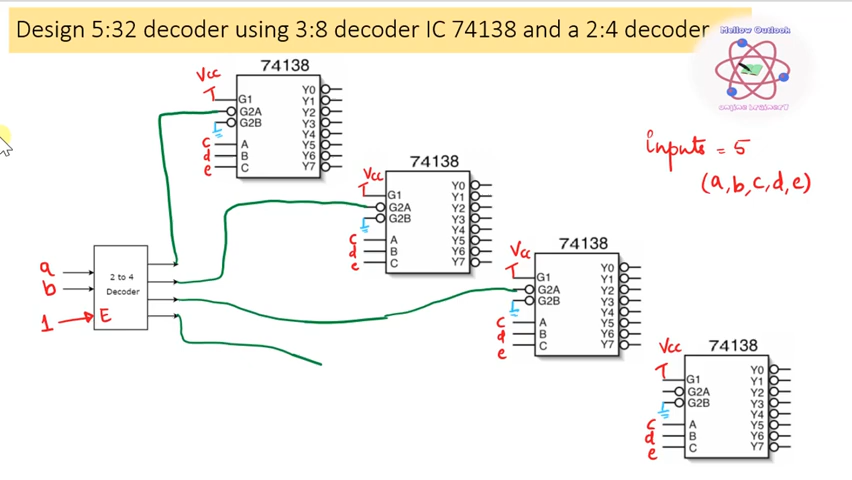 Design 5:32 decoder using 3:8 decoder IC 74138 and a 2:4 decoder
Mellow Outlook
engine brainery
inputs = 5
(a,b,c,d,e)
74138
Vcc
G1
G2A
G2B
c A
d B
e C
Y0
Y1
Y2
Y3
Y4
Y5
Y6
Y7
74138
Vcc
G1
G2A
G2B
c A
d B
e C
Y0
Y1
Y2
Y3
Y4
Y5
Y6
Y7
74138
Vcc
G1
G2A
G2B
c A
d B
e C
Y0
Y1
Y2
Y3
Y4
Y5
Y6
Y7
a
b
1 E
2 to 4
Decoder
74138
Vcc
G1
G2A
G2B
c A
d B
e C
Y0
Y1
Y2
Y3
Y4
Y5
Y6
Y7